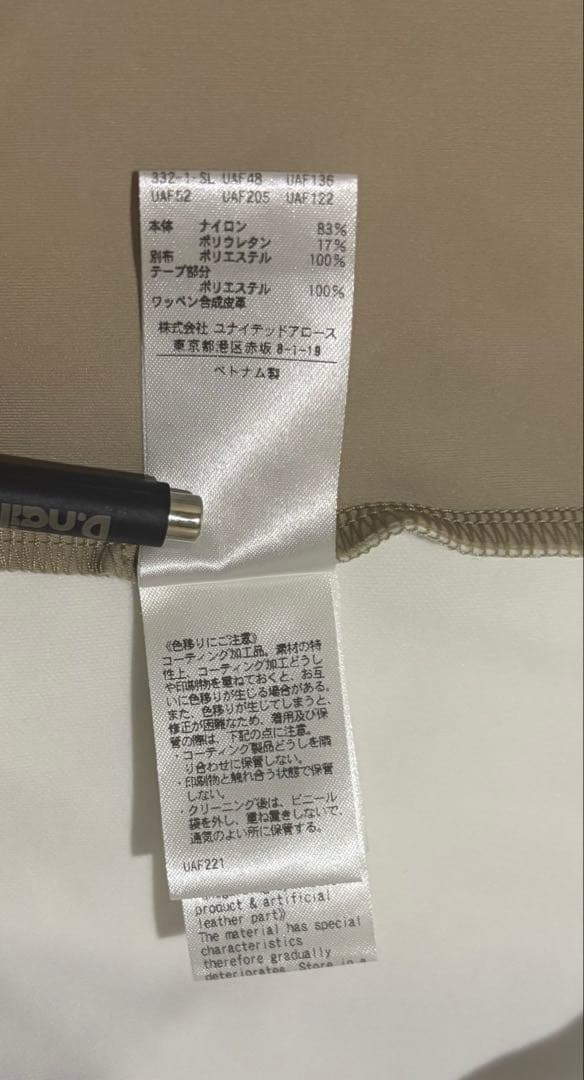 332-1-SL UAF48 UAF136
UAF52 UAF205 UAF122
本体 ナイロン 83%
ポリウレタン 17%
別布 ポリエステル 100%
テープ部分
ポリエステル 100%
ワッペン合成皮革
株式会社 ユナイテッドアローズ
東京都港区赤坂 8-1-19
ベトナム製
D.nail
《色移りにご注意》
コーティング加工品。素材の特
性上、コーティング加工どうし
や印刷物を重ねておくと、お互
いに色移りが生じる場合がある。
また、色移りが生じてしまうと、
修正が困難なため、着用及び保
管の際は、下記の点に注意。
・コーティング製品どうしを隣
り合わせに保管しない。
・印刷物と触れ合う状態で保管
しない。
・クリーニング後は、ビニール
袋を外し、重ね置きしないで、
通気のよい所に保管する。
UAF221
product & artificial
leather part》
The material has special
characteristics
therefore gradually
deteriorates. Store in a